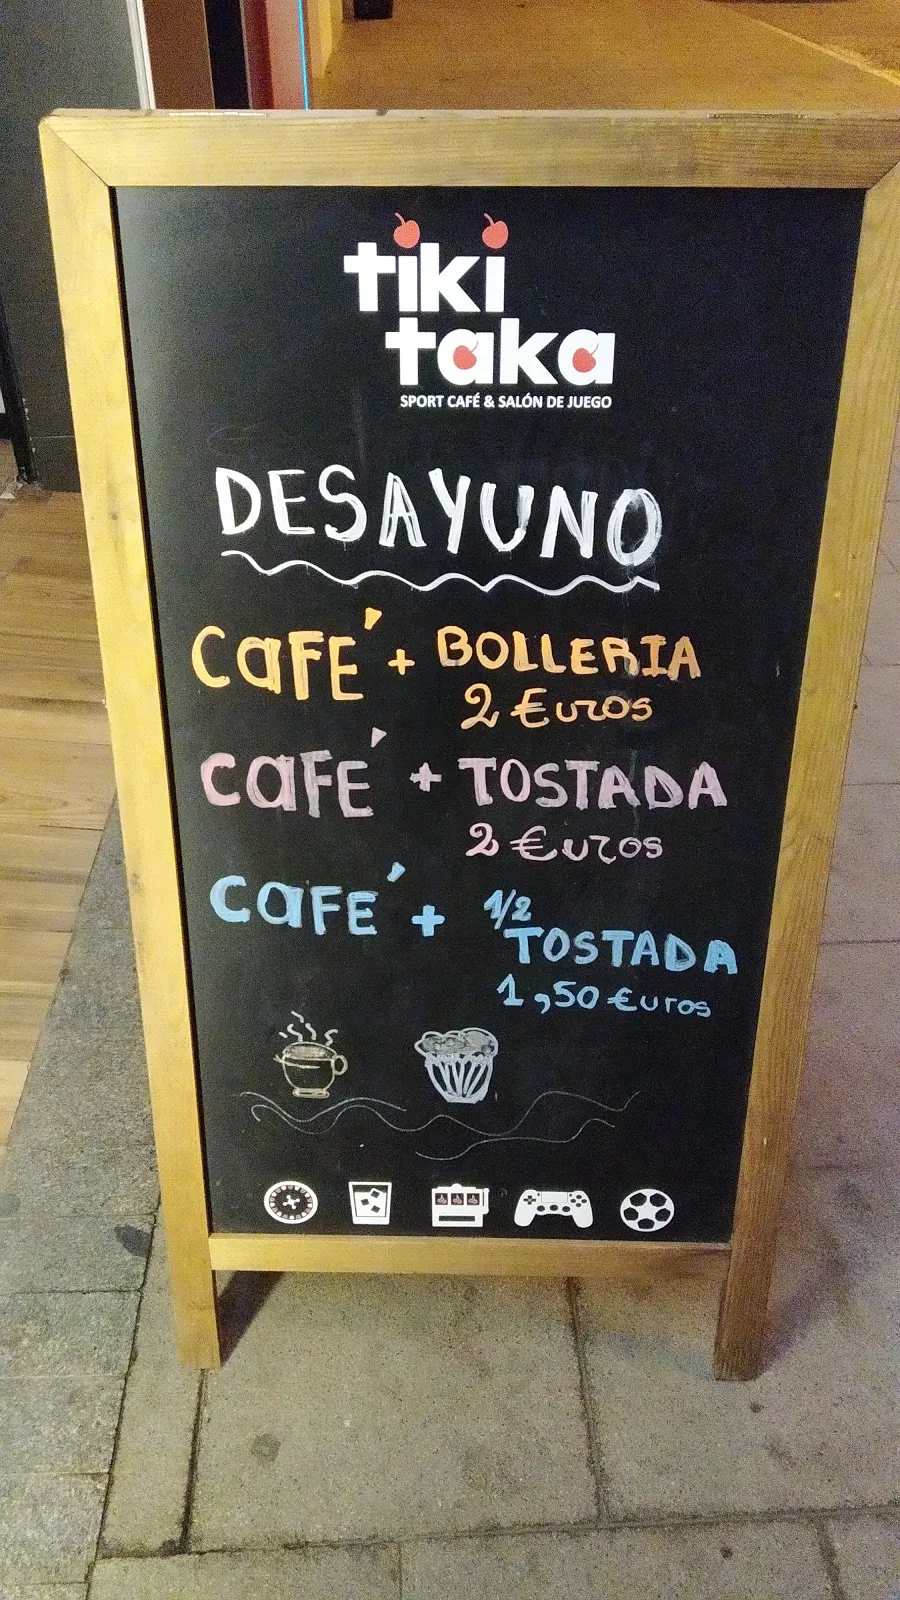 tiki
taka
SPORT CAFÉ & SALÓN DE JUEGO
DESAYUNO
CAFÉ + BOLLERIA
2 €uros
CAFÉ + TOSTADA
2 €uros
CAFÉ + 1/2
TOSTADA
1,50 €uros